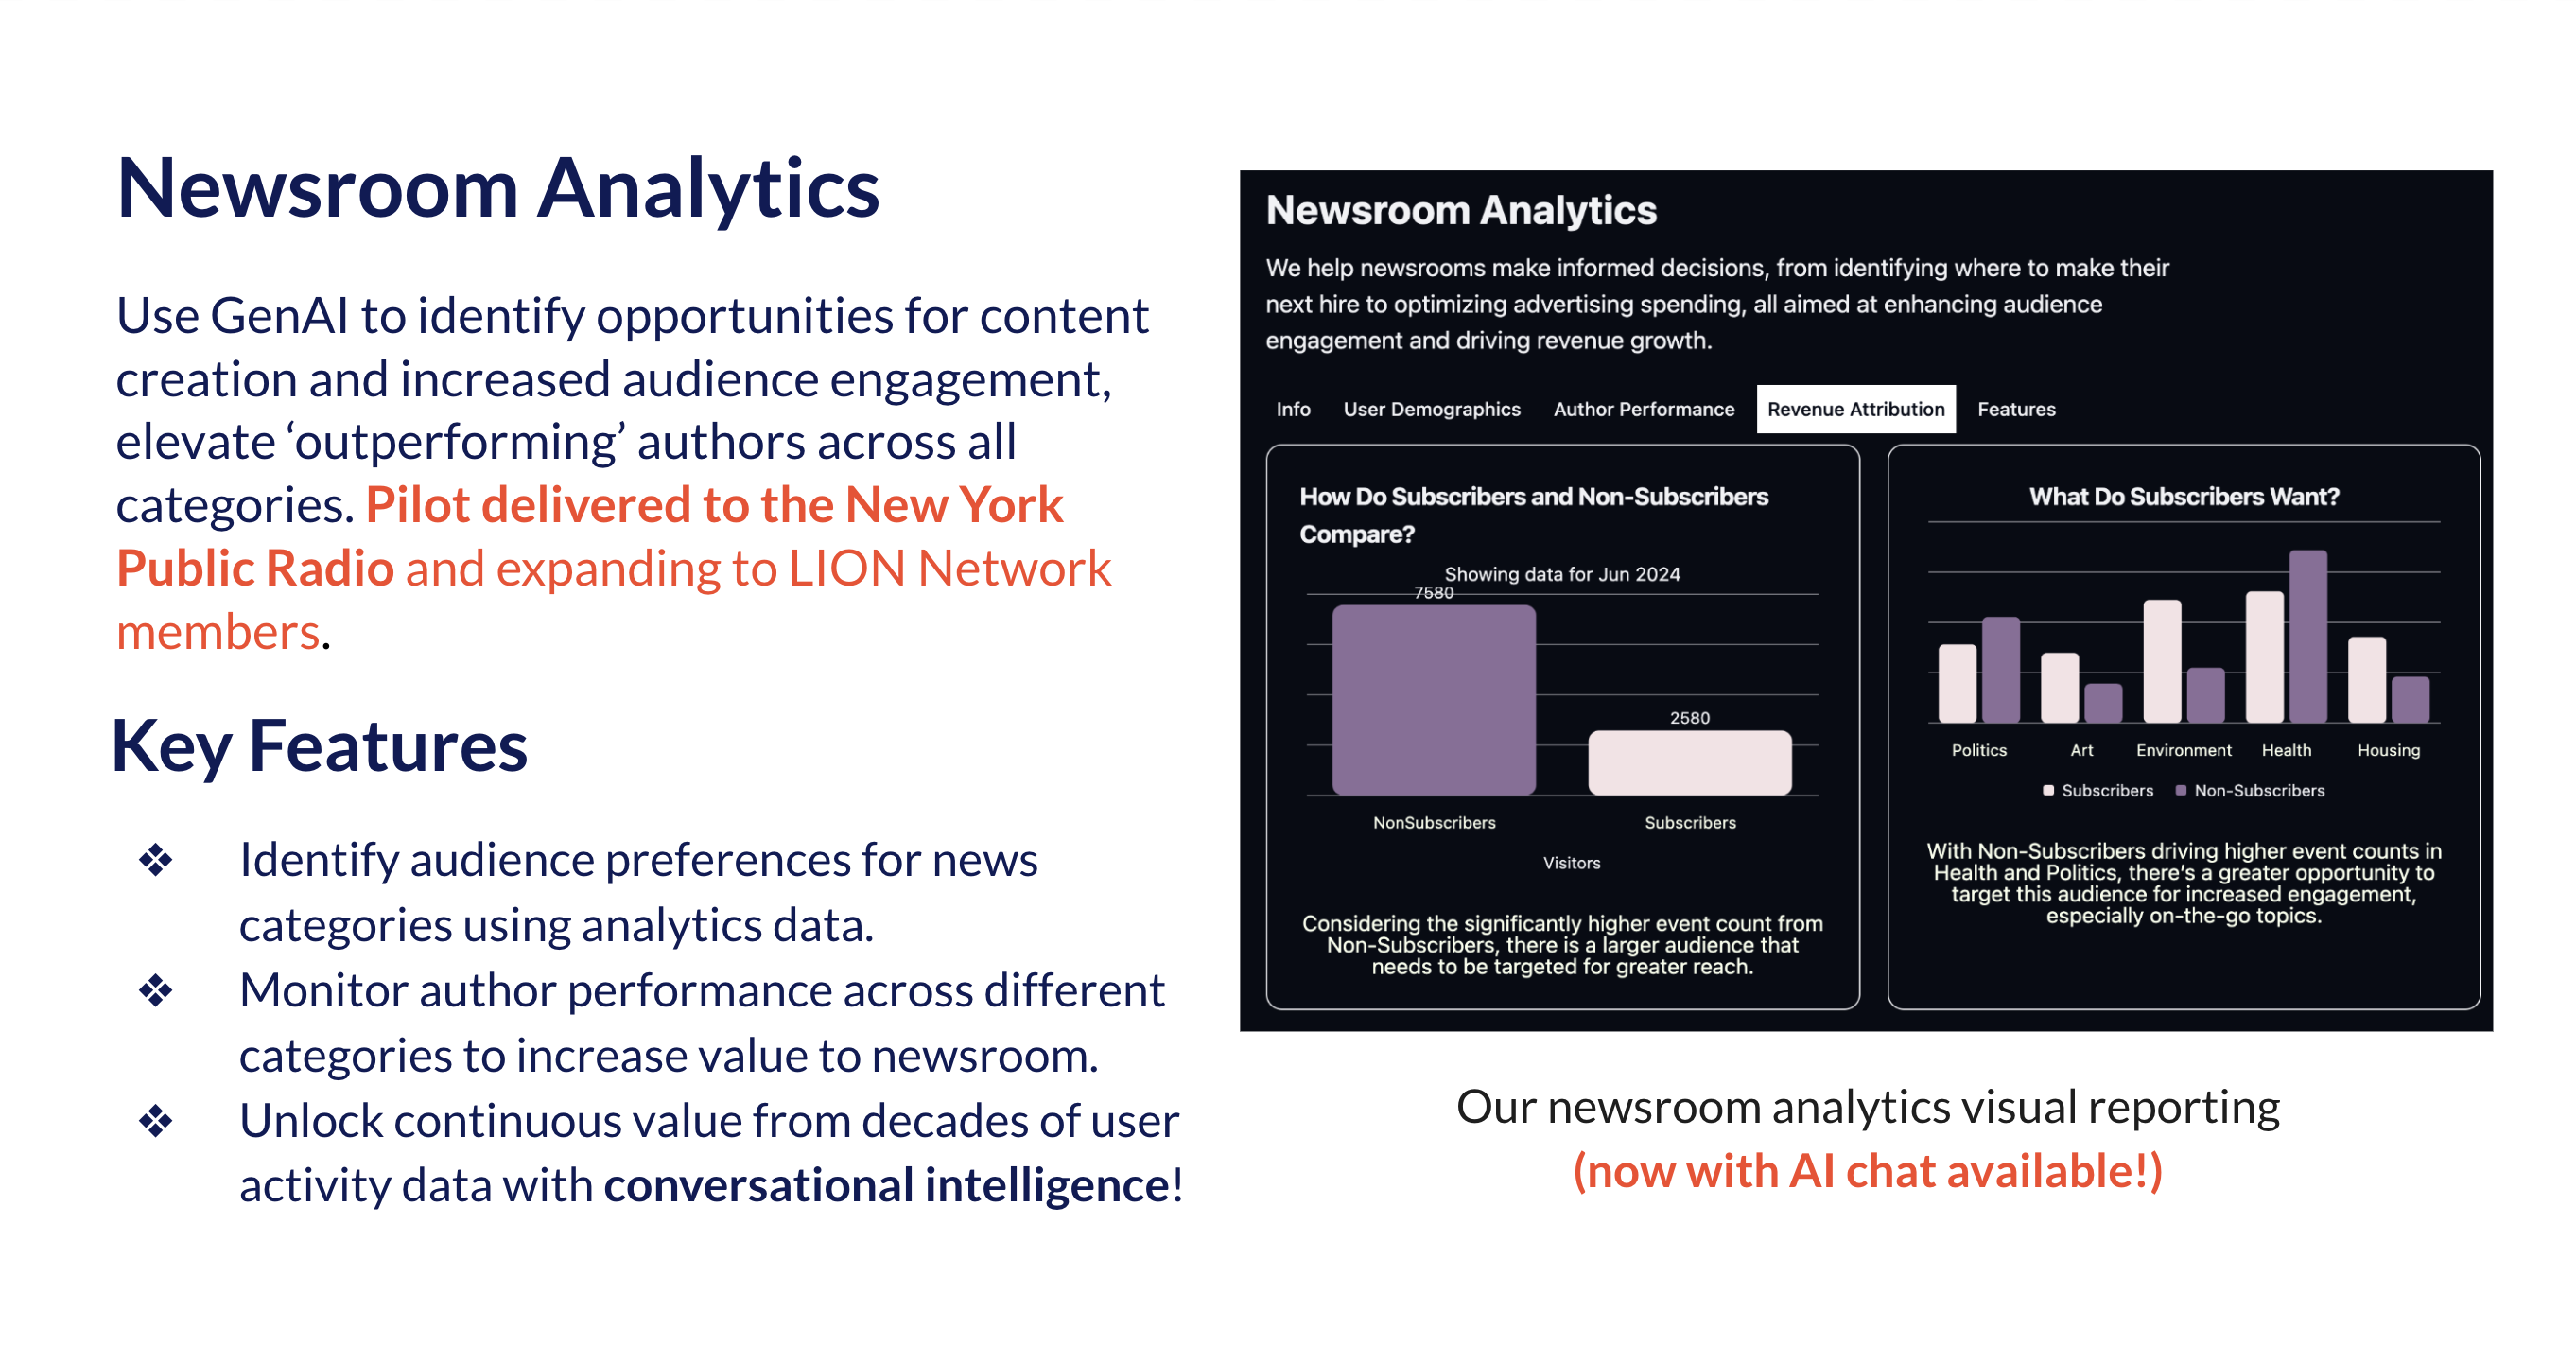 Newsroom Analytics
Use GenAI to identify opportunities for content
creation and increased audience engagement,
elevate ‘outperforming’ authors across all
categories. Pilot delivered to the New York
Public Radio and expanding to LION Network
members.
Key Features
❖ Identify audience preferences for news
categories using analytics data.
❖ Monitor author performance across different
categories to increase value to newsroom.
❖ Unlock continuous value from decades of user
activity data with conversational intelligence!
Newsroom Analytics
We help newsrooms make informed decisions, from identifying where to make their
next hire to optimizing advertising spending, all aimed at enhancing audience
engagement and driving revenue growth.
Info User Demographics Author Performance Revenue Attribution Features
How Do Subscribers and Non-Subscribers
Compare?
Showing data for Jun 2024
7580
2580
NonSubscribers Subscribers
Visitors
Considering the significantly higher event count from
Non-Subscribers, there is a larger audience that
needs to be targeted for greater reach.
What Do Subscribers Want?
Politics Art Environment Health Housing
Subscribers Non-Subscribers
With Non-Subscribers driving higher event counts in
Health and Politics, there's a greater opportunity to
target this audience for increased engagement,
especially on-the-go topics.
Our newsroom analytics visual reporting
(now with AI chat available!)